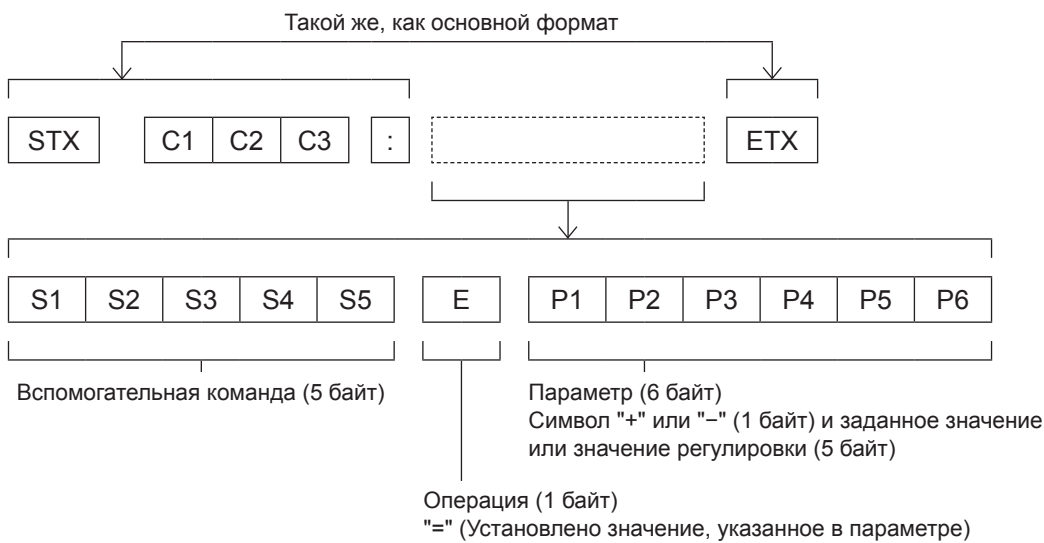 Такой же, как основной формат
STX C1 C2 C3 : ETX
S1 S2 S3 S4 S5 E P1 P2 P3 P4 P5 P6
Вспомогательная команда (5 байт)
Параметр (6 байт)
Символ "+" или "−" (1 байт) и заданное значение
или значение регулировки (5 байт)
Операция (1 байт)
"=" (Установлено значение, указанное в параметре)